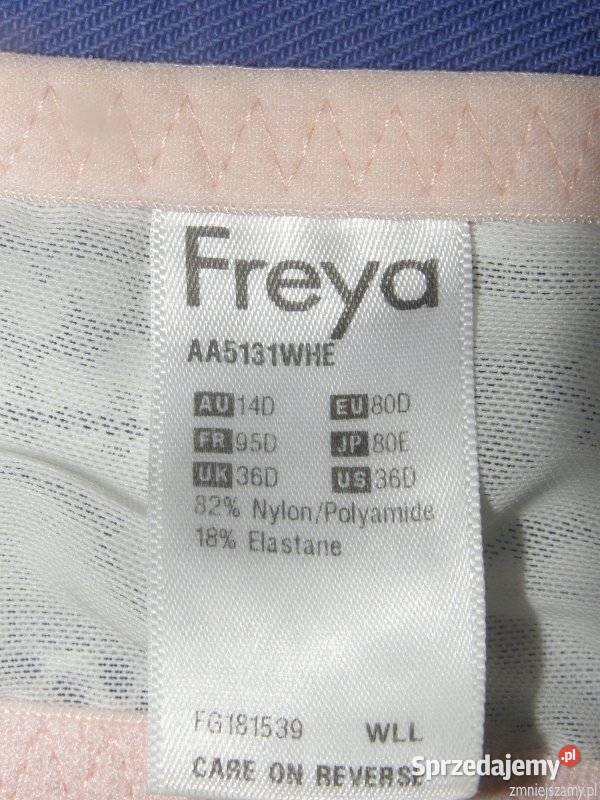 Freya
AA5131WHE
AU 14D EU 80D
FR 95D JP 80E
UK 36D US 36D
82% Nylon/Polyamide
18% Elastane
FG181539 WLL
CARE ON REVERSE
Sprzedajemy.pl
zmniejszamy.pl